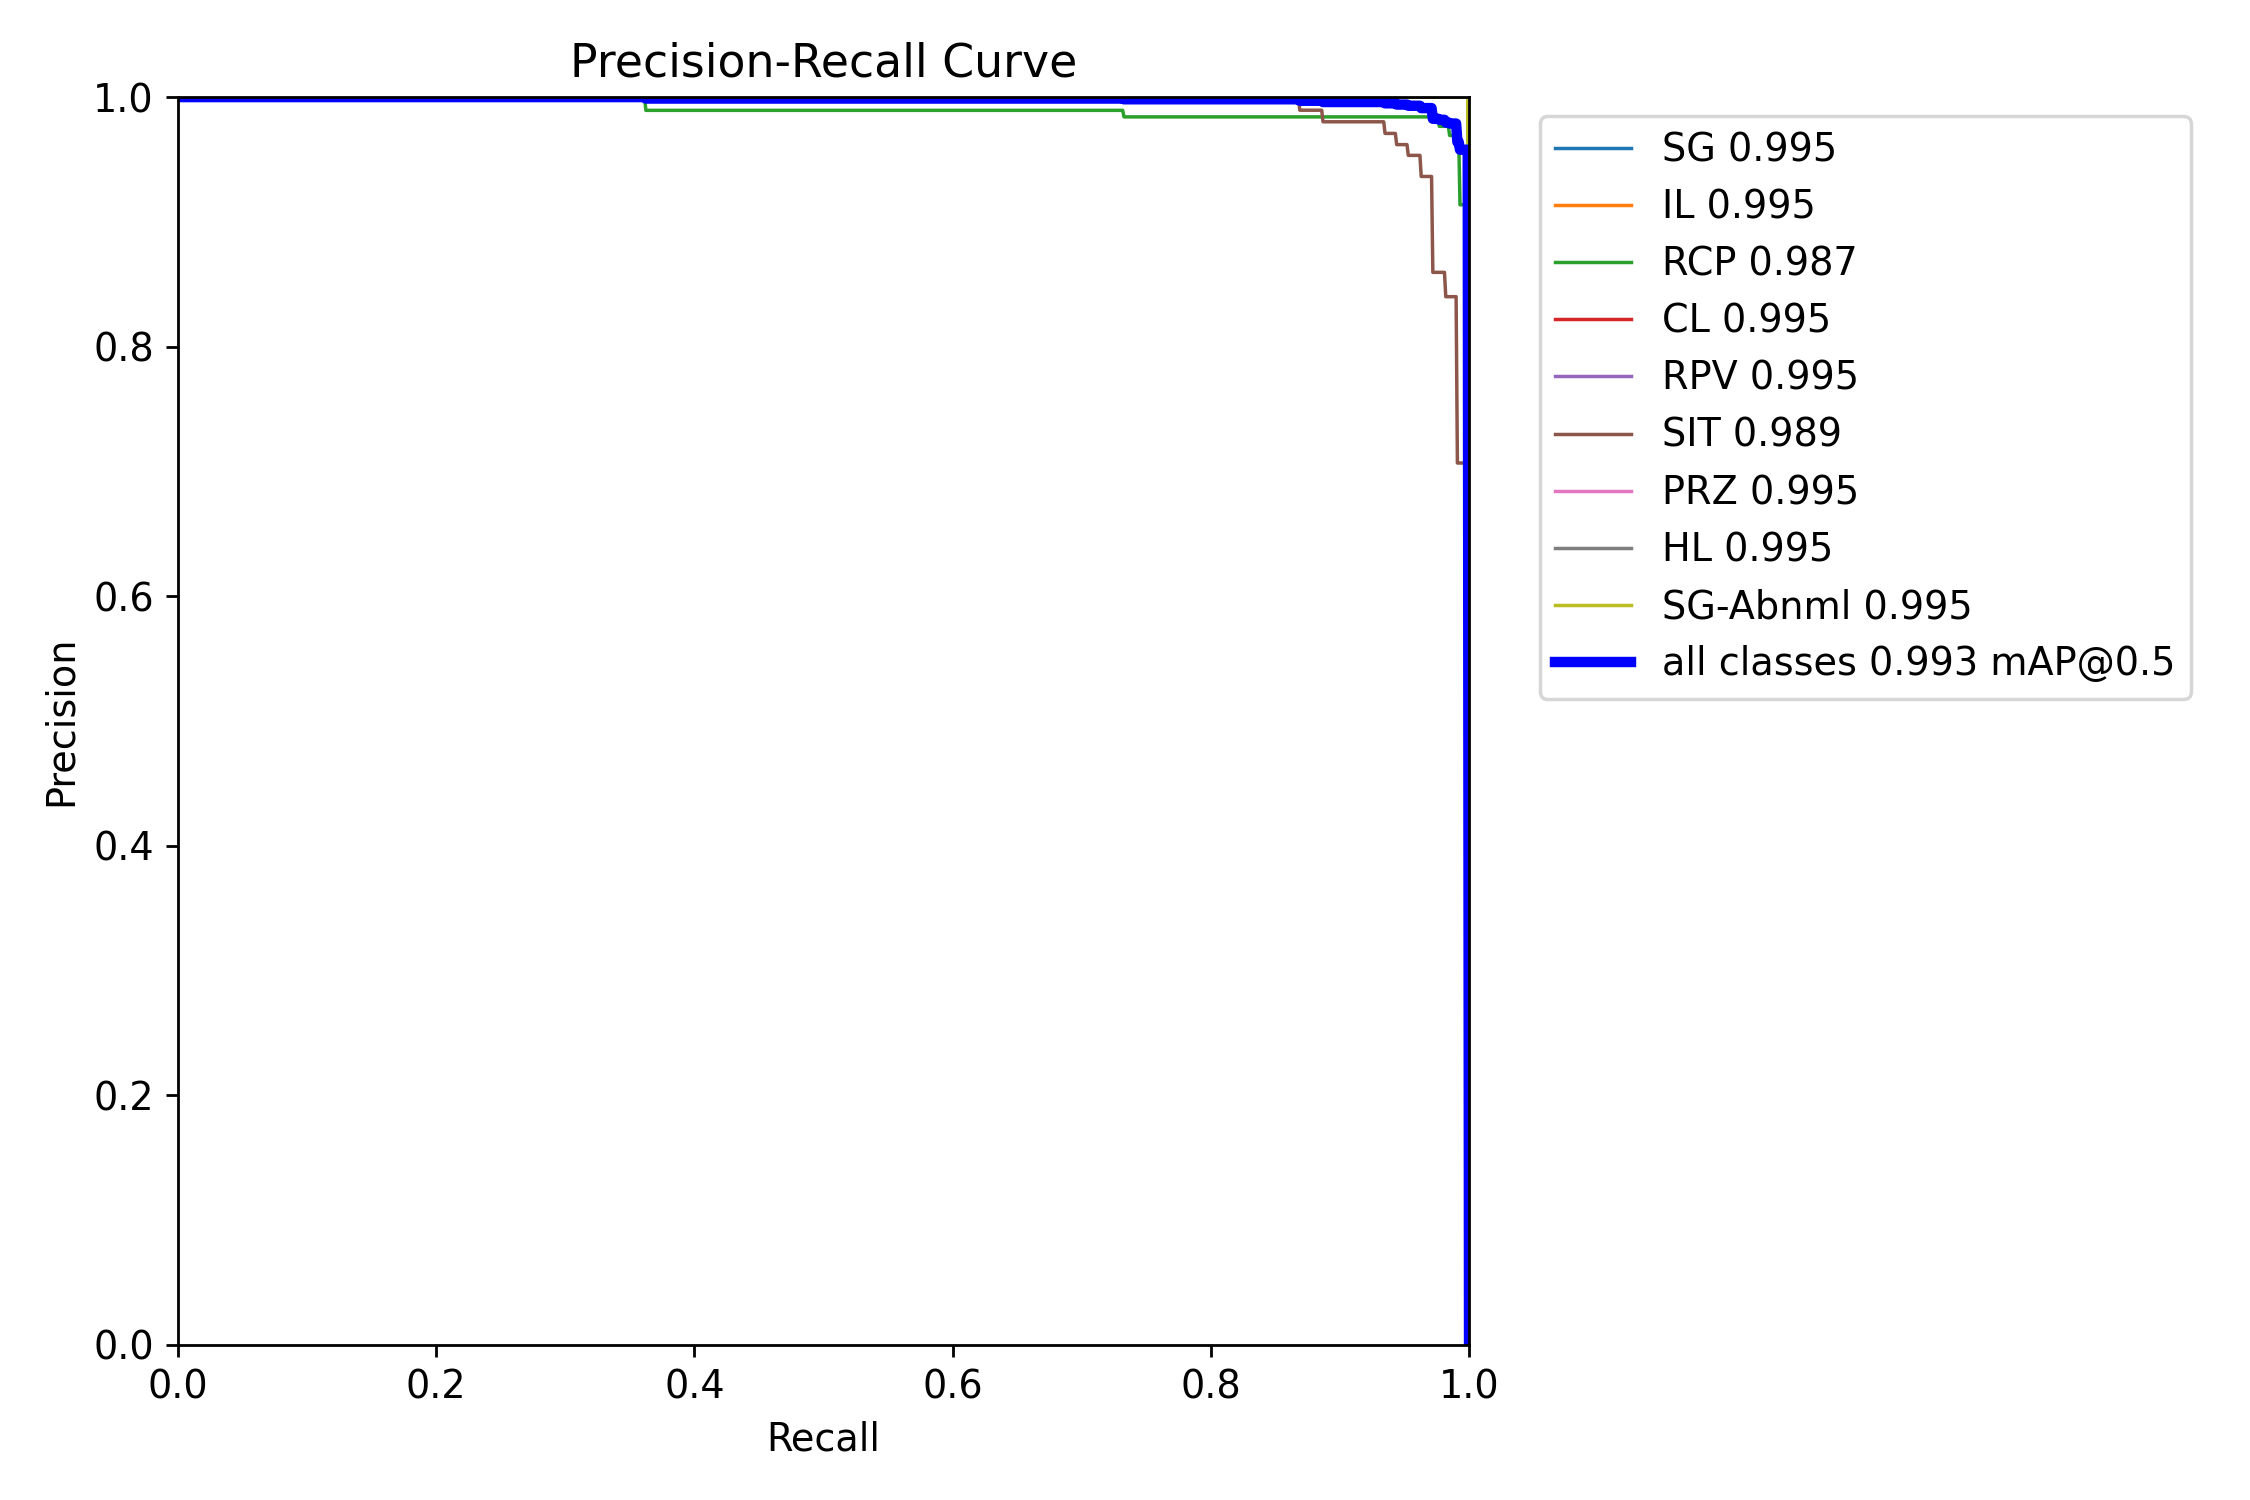 Precision-Recall Curve
1.0
0.8
0.6
0.4
0.2
0.0
Precision
0.0 0.2 0.4 0.6 0.8 1.0
Recall
SG 0.995
IL 0.995
RCP 0.987
CL 0.995
RPV 0.995
SIT 0.989
PRZ 0.995
HL 0.995
SG-Abnml 0.995
all classes 0.993 mAP@0.5